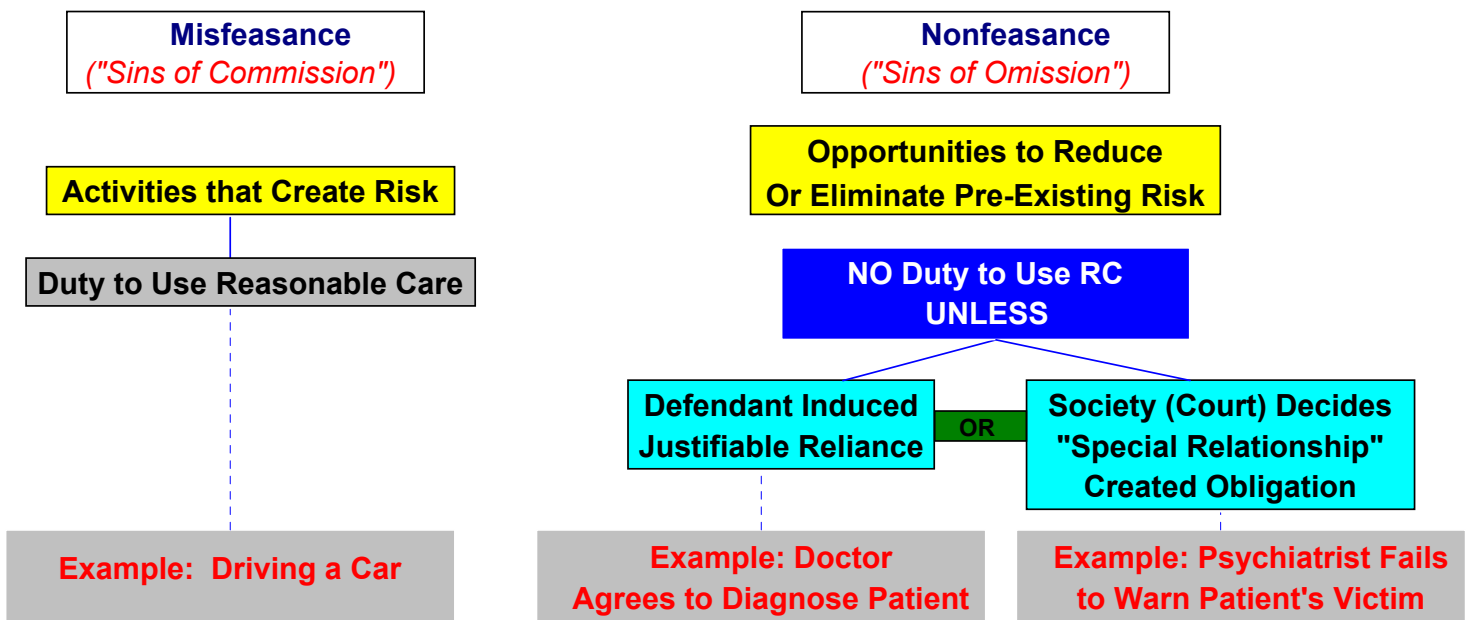 Misfeasance
("Sins of Commission")
Activities that Create Risk
Duty to Use Reasonable Care
Example:  Driving a Car
Nonfeasance
("Sins of Omission")
Opportunities to Reduce
Or Eliminate Pre-Existing Risk
NO Duty to Use RC
UNLESS
Defendant Induced
Justifiable Reliance
OR
Society (Court) Decides
"Special Relationship"
Created Obligation
Example: Doctor
Agrees to Diagnose Patient
Example: Psychiatrist Fails
to Warn Patient's Victim